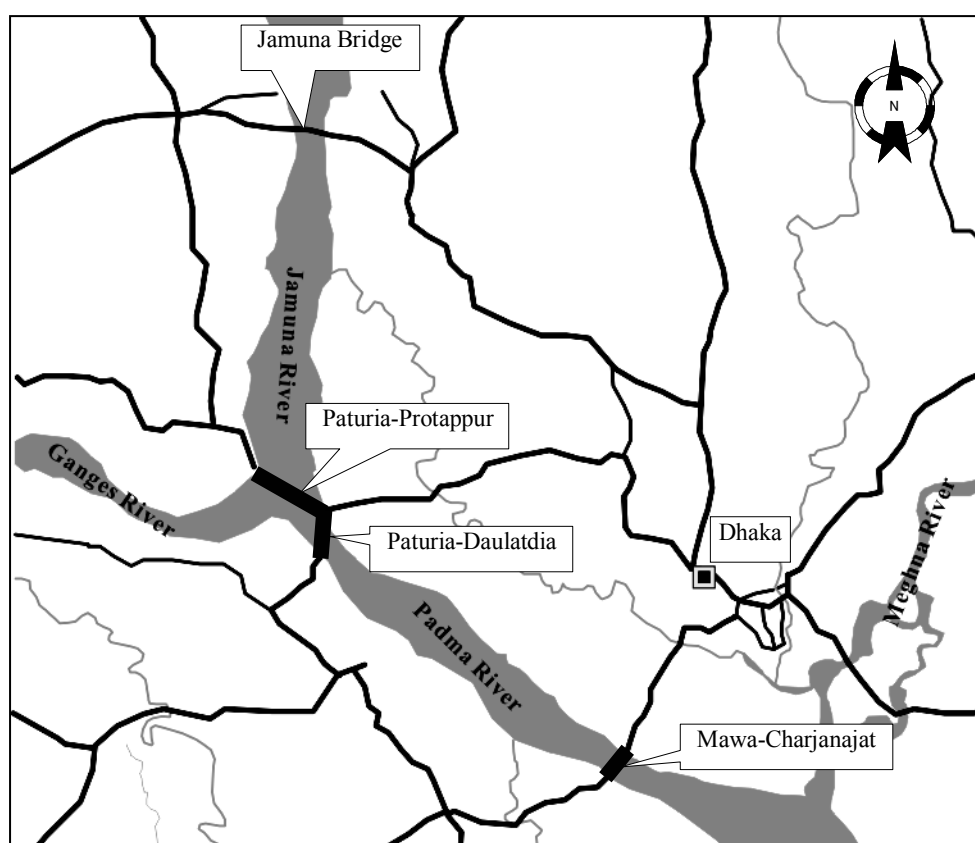 Jamuna Bridge
N
Jamuna River
Paturia-Protappur
Ganges River
Paturia-Daulatdia
Dhaka
Meghna River
Padma River
Mawa-Charjanajat